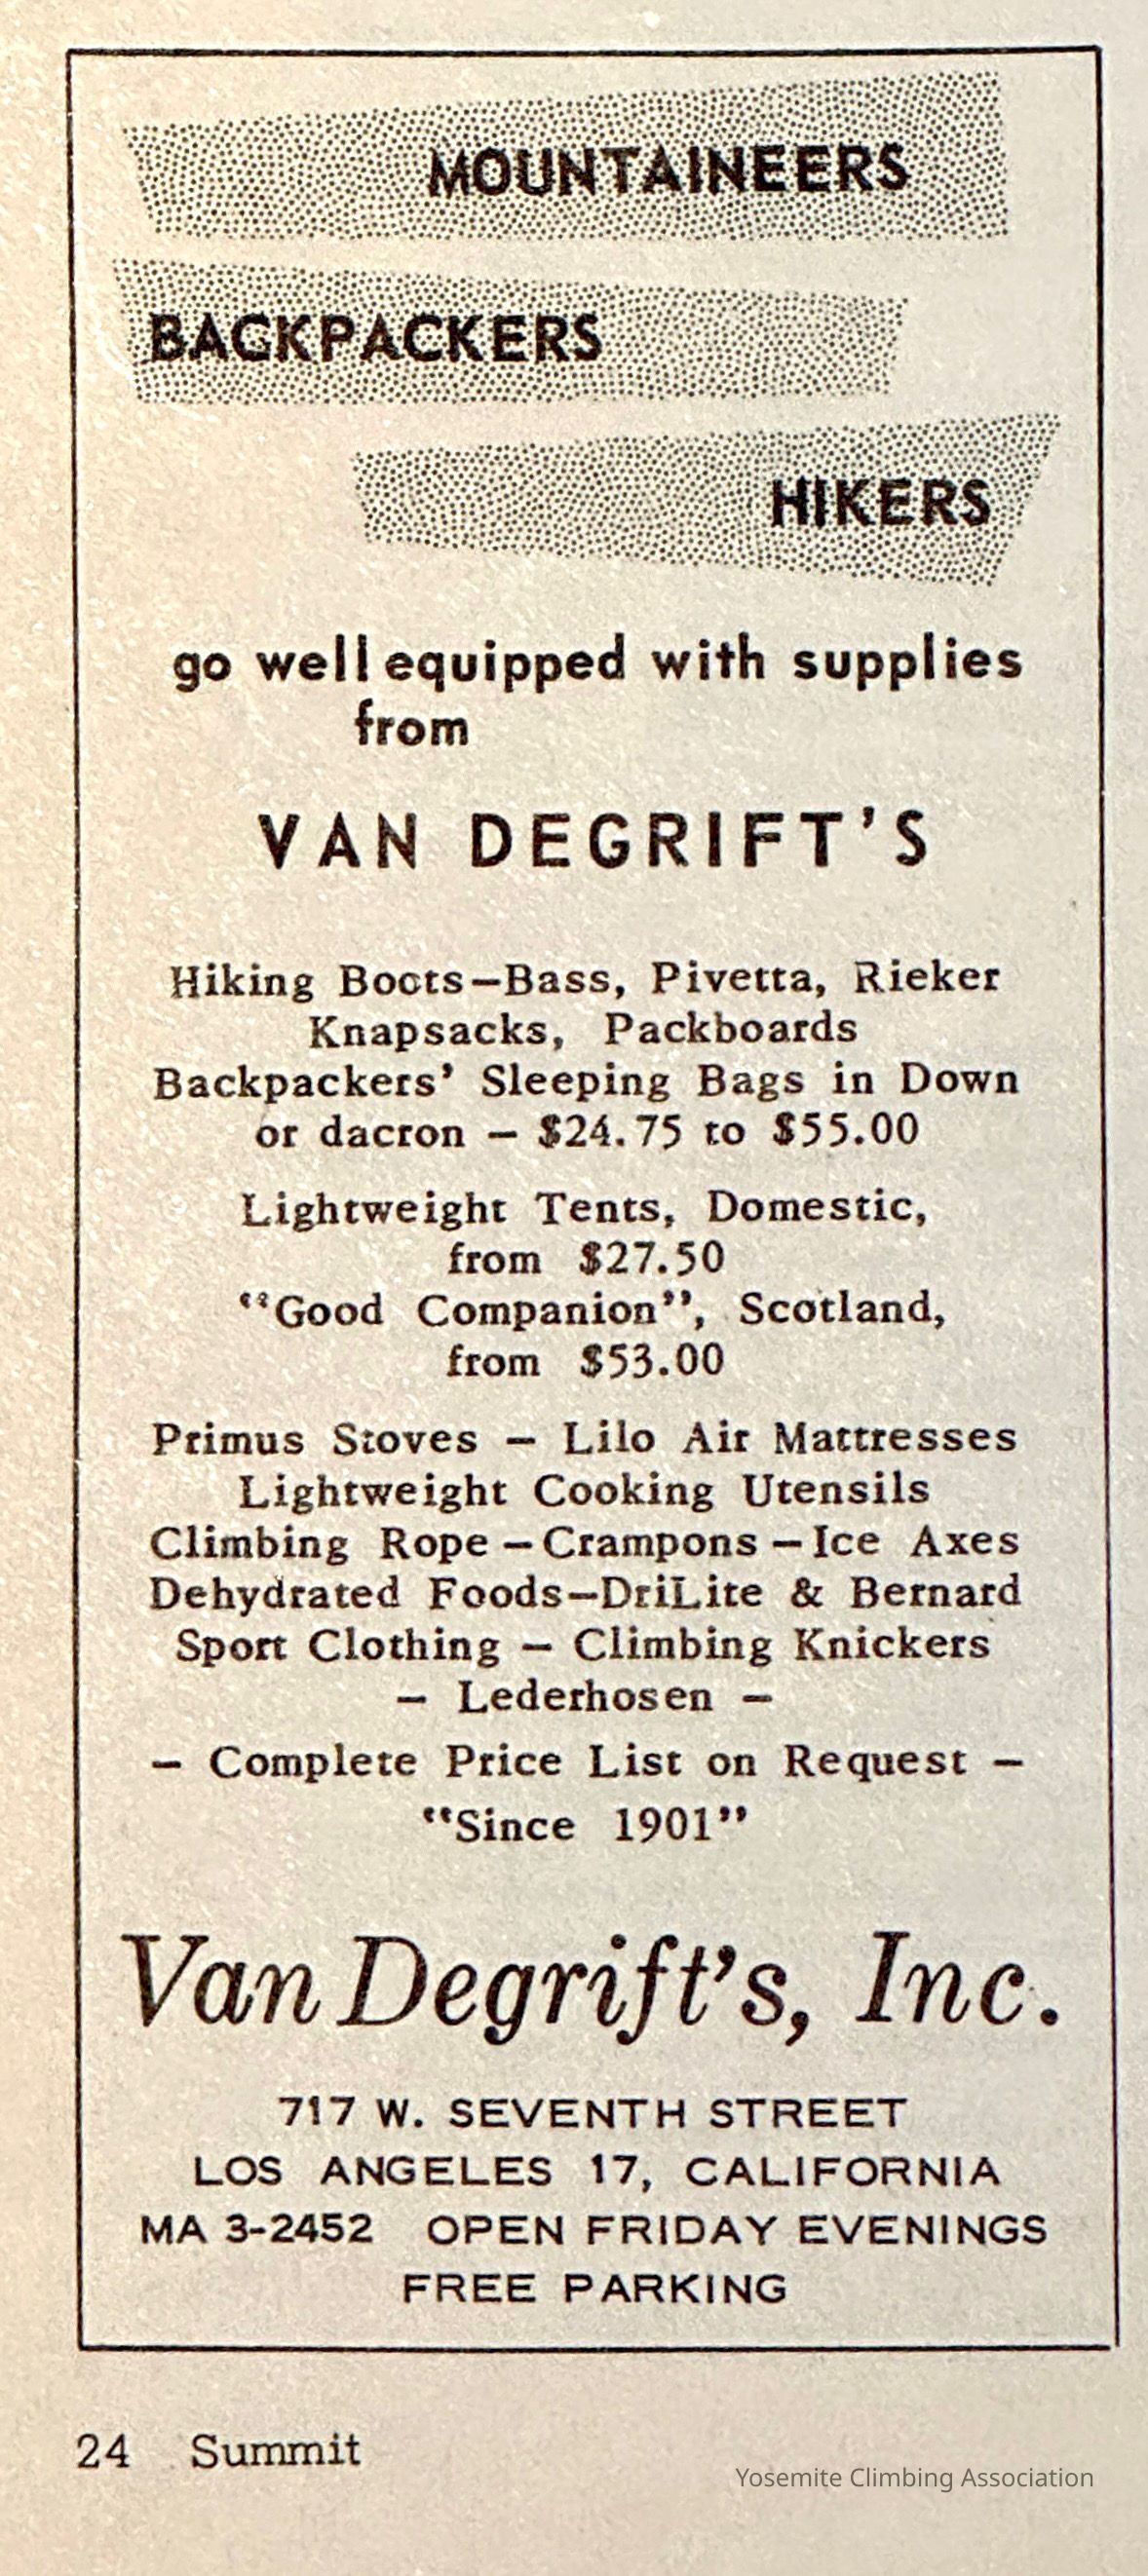 MOUNTAINEERS
BACKPACKERS
HIKERS
go well equipped with supplies
from
VAN DEGRIFT'S
Hiking Boots—Bass, Pivetta, Rieker
Knapsacks, Packboards
Backpackers' Sleeping Bags in Down
or dacron — $24.75 to $55.00
Lightweight Tents, Domestic,
from $27.50
"Good Companion", Scotland,
from $53.00
Primus Stoves — Lilo Air Mattresses
Lightweight Cooking Utensils
Climbing Rope — Crampons — Ice Axes
Dehydrated Foods—DriLite & Bernard
Sport Clothing — Climbing Knickers
— Lederhosen —
— Complete Price List on Request —
"Since 1901"
Van Degrift's, Inc.
717 W. SEVENTH STREET
LOS ANGELES 17, CALIFORNIA
MA 3-2452 OPEN FRIDAY EVENINGS
FREE PARKING
24 Summit
Yosemite Climbing Association